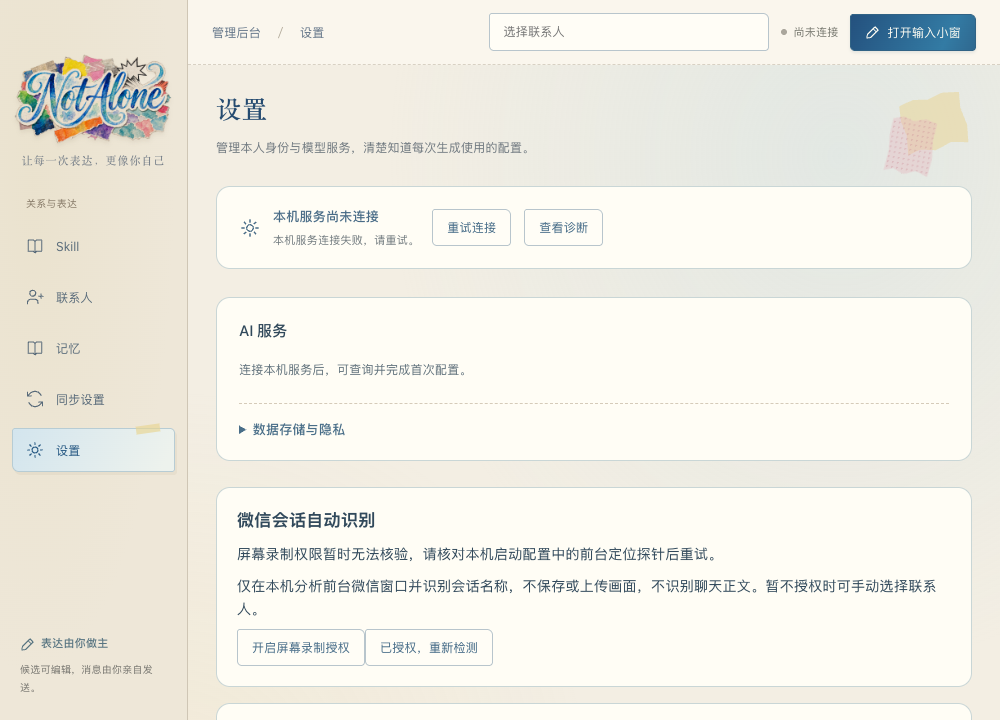 NotAlone
让每一次表达，更像你自己
关系与表达
Skill
联系人
记忆
同步设置
设置
表达由你做主
候选可编辑，消息由你亲自发
送。
管理后台 / 设置
选择联系人
尚未连接
打开输入小窗
设置
管理本人身份与模型服务，清楚知道每次生成使用的配置。
本机服务尚未连接
本机服务连接失败，请重试。
重试连接
查看诊断
AI 服务
连接本机服务后，可查询并完成首次配置。
数据存储与隐私
微信会话自动识别
屏幕录制权限暂时无法核验，请核对本机启动配置中的前台定位探针后重试。
仅在本机分析前台微信窗口并识别会话名称，不保存或上传画面，不识别聊天正文。暂不授权时可手动选择联系
人。
开启屏幕录制授权
已授权，重新检测